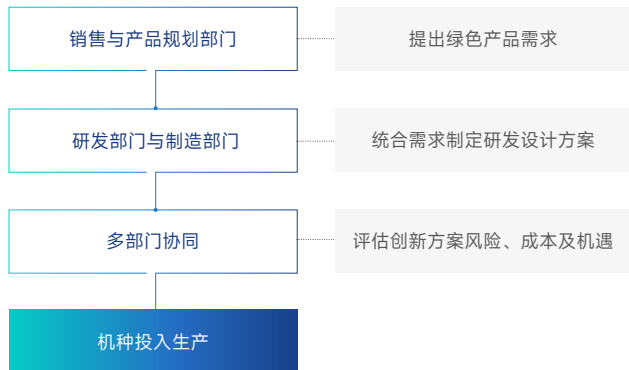 销售与产品规划部门
提出绿色产品需求
研发部门与制造部门
统合需求制定研发设计方案
多部门协同
评估创新方案风险、成本及机遇
机种投入生产